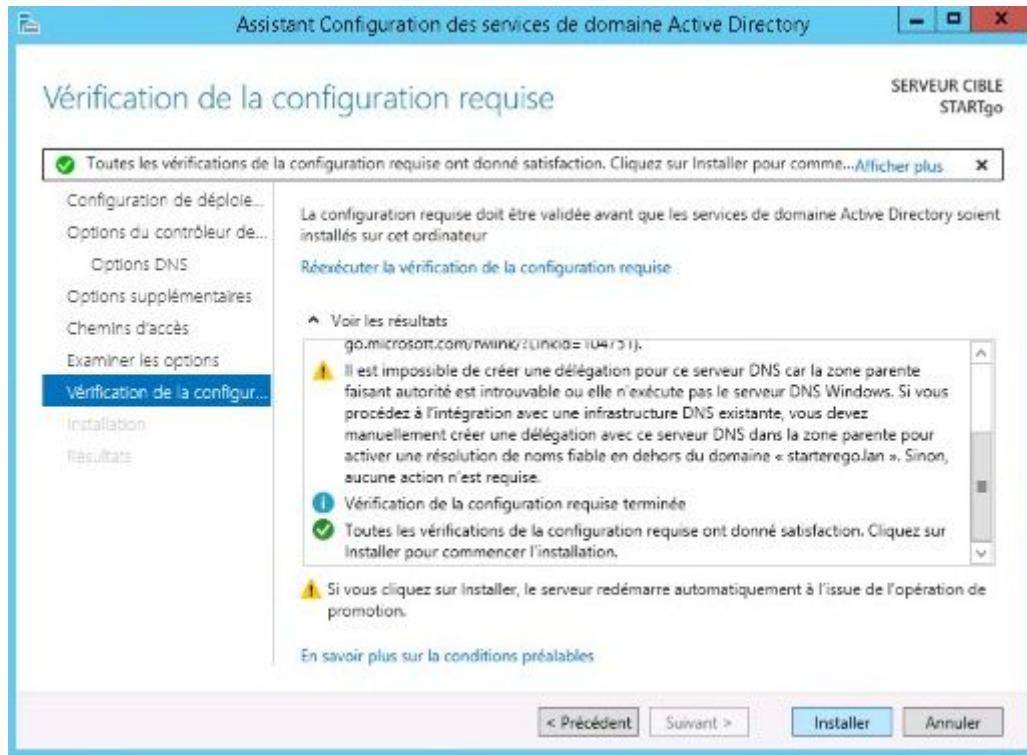 Assistant Configuration des services de domaine Active Directory
Vérification de la configuration requise
SERVEUR CIBLE
STARTgo
Toutes les vérifications de la configuration requise ont donné satisfaction. Cliquez sur Installer pour comme...Afficher plus
Configuration de déploie...
Options du contrôleur de...
Options DNS
Options supplémentaires
Chemins d'accès
Examiner les options
Vérification de la configur...
Installation
Résultats
La configuration requise doit être validée avant que les services de domaine Active Directory soient
installés sur cet ordinateur
Réexécuter la vérification de la configuration requise
Voir les résultats
go.microsoft.com/fwlink/?LinkId=104751).
Il est impossible de créer une délégation pour ce serveur DNS car la zone parente
faisant autorité est introuvable ou elle n'exécute pas le serveur DNS Windows. Si vous
procédez à l'intégration avec une infrastructure DNS existante, vous devez
manuellement créer une délégation avec ce serveur DNS dans la zone parente pour
activer une résolution de noms fiable en dehors du domaine « starterego.lan ». Sinon,
aucune action n'est requise.
Vérification de la configuration requise terminée
Toutes les vérifications de la configuration requise ont donné satisfaction. Cliquez sur
Installer pour commencer l'installation.
Si vous cliquez sur Installer, le serveur redémarre automatiquement à l'issue de l'opération de
promotion.
En savoir plus sur la conditions préalables
< Précédent
Suivant >
Installer
Annuler